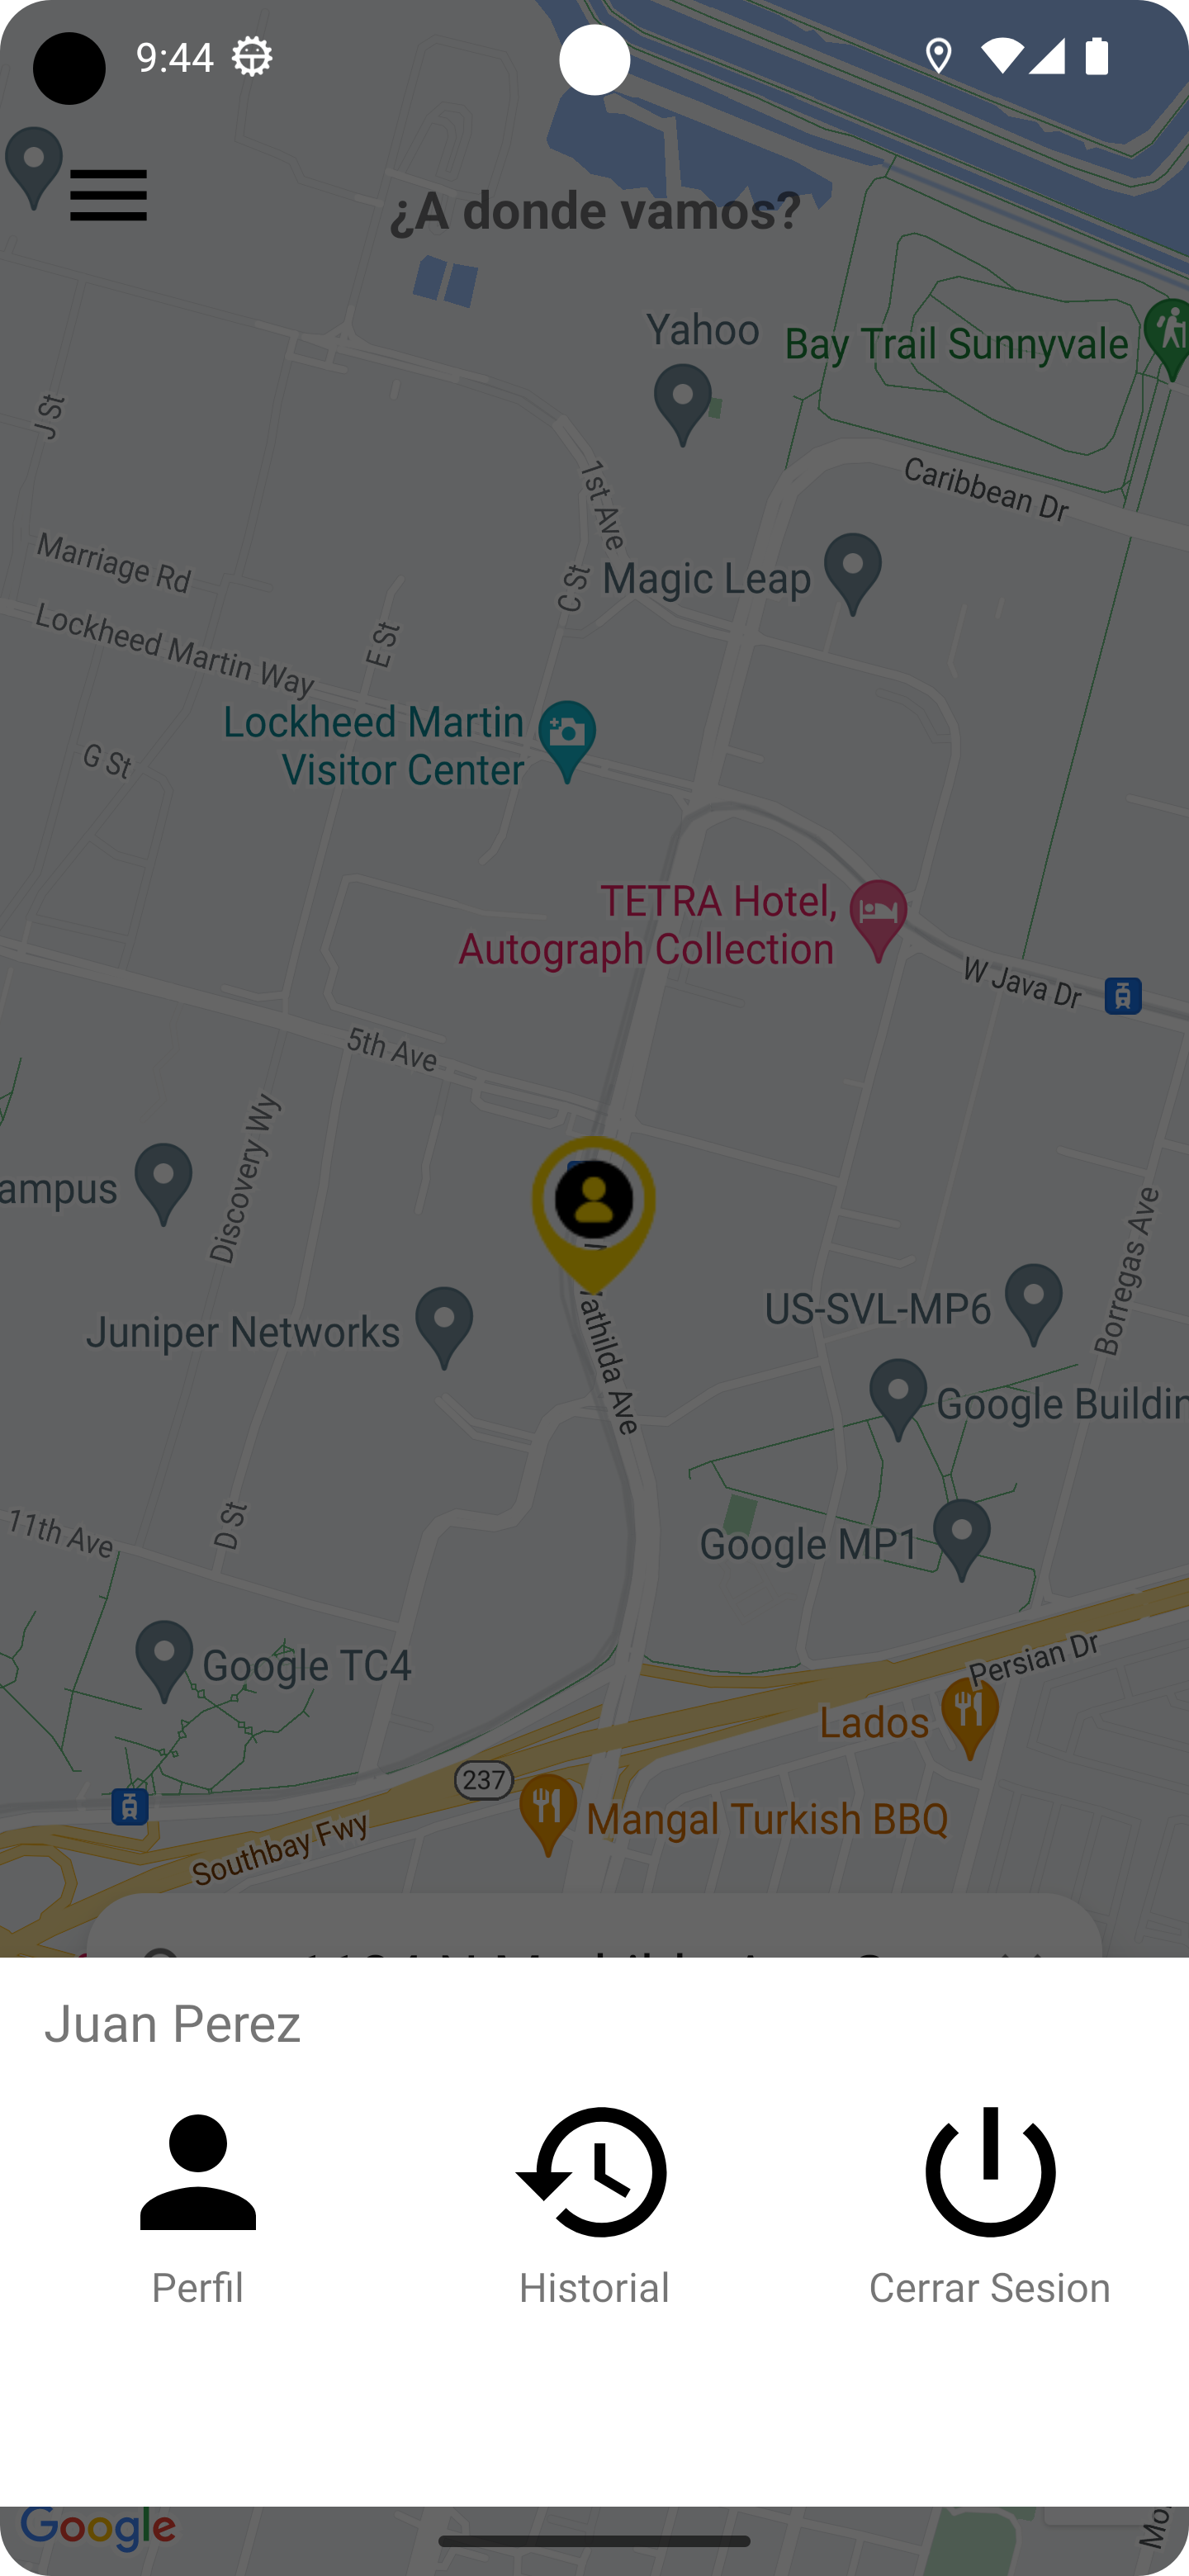 9:44
¿A donde vamos?
Yahoo
Bay Trail Sunnyvale
J St
1st Ave
Caribbean Dr
Marriage Rd
C St
Magic Leap
Lockheed Martin Way
E St
Lockheed Martin
Visitor Center
G St
TETRA Hotel,
Autograph Collection
W Java Dr
5th Ave
Discovery Wy
ampus
Borregas Ave
US-SVL-MP6
Juniper Networks
athilda Ave
Google Buildin
11th Ave
D St
Google MP1
Google TC4
Persian Dr
Lados
237
Mangal Turkish BBQ
Southbay Fwy
Juan Perez
Perfil
Historial
Cerrar Sesion
Google